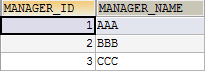 MANAGER_ID MANAGER_NAME
1 AAA
2 BBB
3 CCC